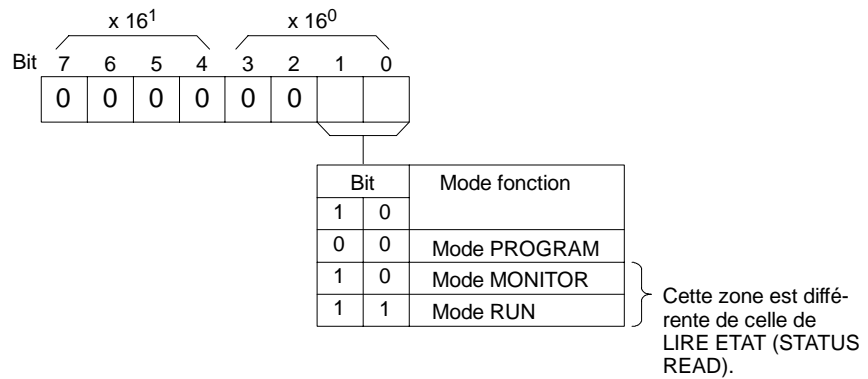 x 16¹ x 16⁰
Bit 7 6 5 4 3 2 1 0
0 0 0 0 0 0
Bit Mode fonction
1 0
0 0 Mode PROGRAM
1 0 Mode MONITOR
1 1 Mode RUN
Cette zone est diffé-
rente de celle de
LIRE ETAT (STATUS
READ).